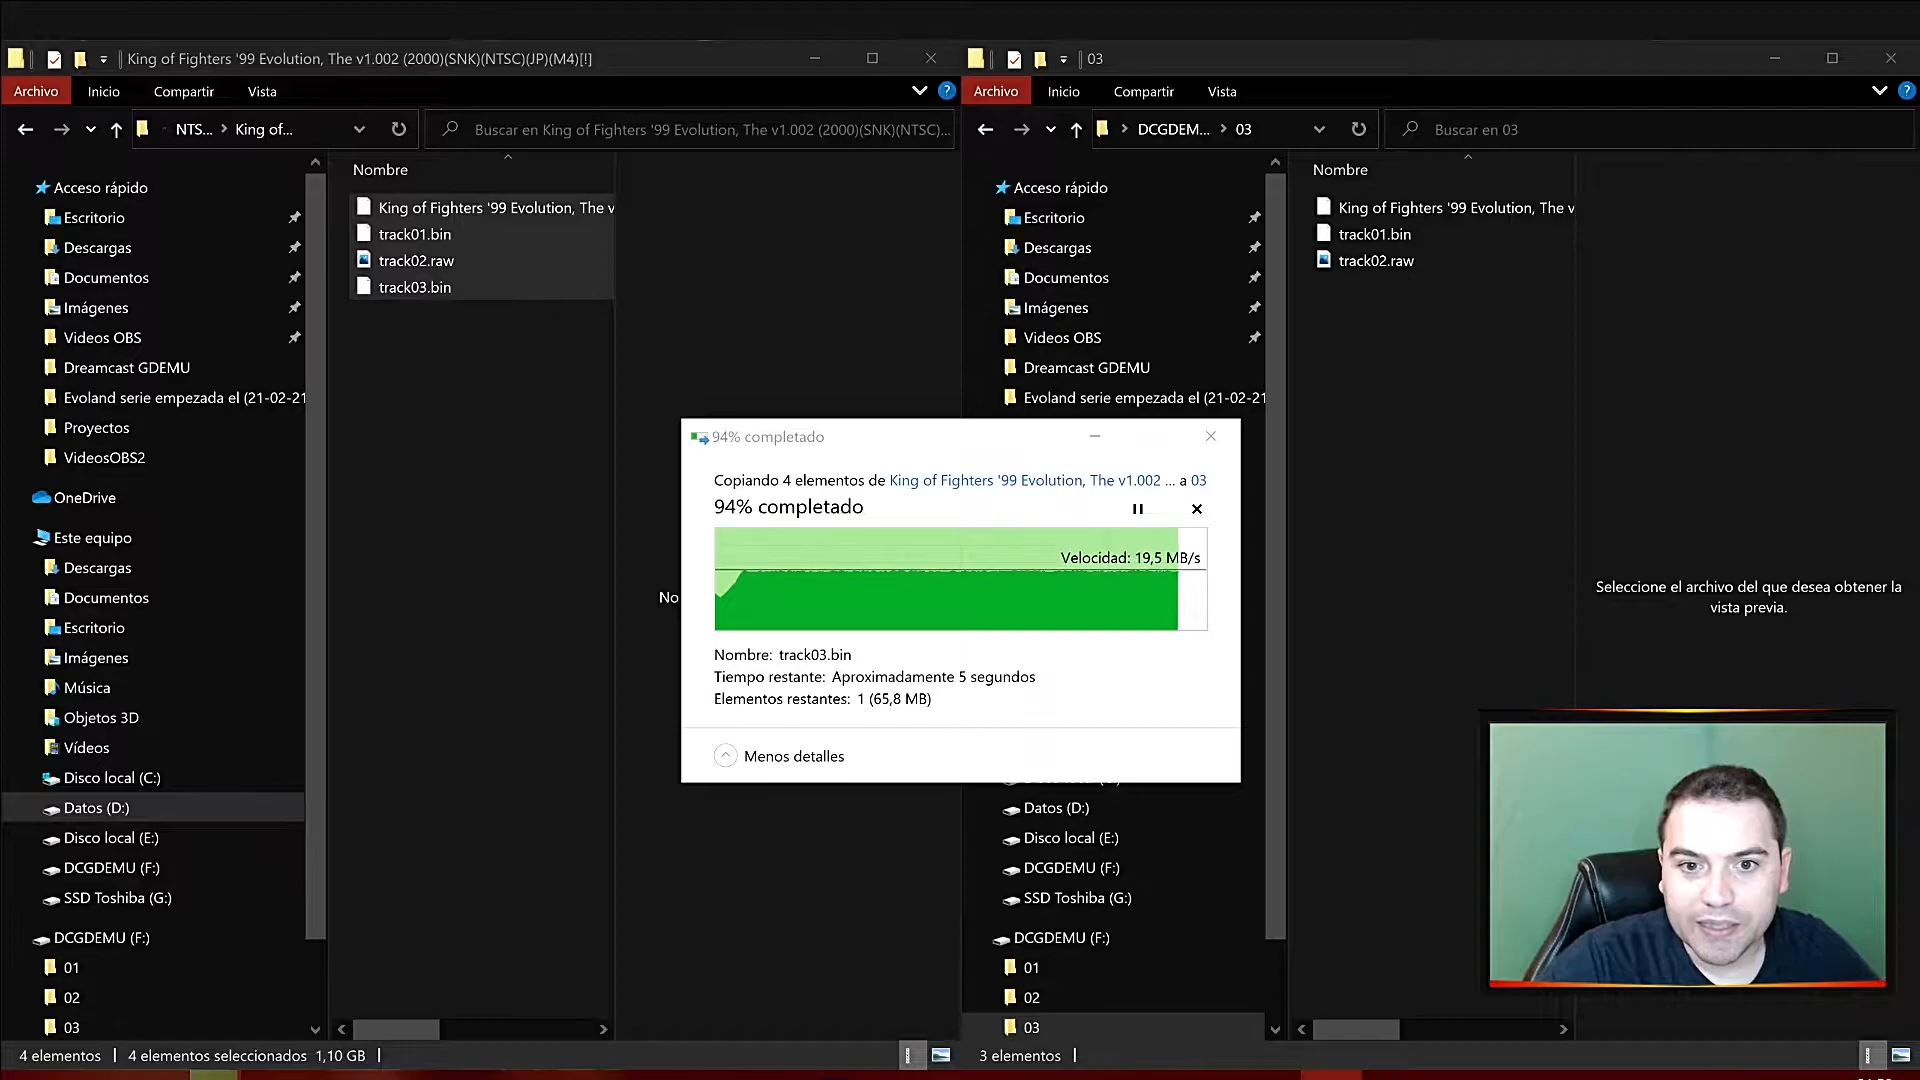 King of Fighters '99 Evolution, The v1.002 (2000)(SNK)(NTSC)(JP)(M4)[!]
Archivo
Inicio
Compartir
Vista
NTS...
King of...
Buscar en King of Fighters '99 Evolution, The v1.002 (2000)(SNK)(NTSC)...
Acceso rápido
Escritorio
Descargas
Documentos
Imágenes
Videos OBS
Dreamcast GDEMU
Evoland serie empezada el (21-02-21
Proyectos
VideosOBS2
OneDrive
Este equipo
Descargas
Documentos
Escritorio
Imágenes
Música
Objetos 3D
Vídeos
Disco local (C:)
Datos (D:)
Disco local (E:)
DCGDEMU (F:)
SSD Toshiba (G:)
DCGDEMU (F:)
01
02
03
Nombre
King of Fighters '99 Evolution, The v
track01.bin
track02.raw
track03.bin
No
4 elementos
4 elementos seleccionados 1,10 GB
94% completado
Copiando 4 elementos de King of Fighters '99 Evolution, The v1.002 ... a 03
94% completado
Velocidad: 19,5 MB/s
Nombre: track03.bin
Tiempo restante: Aproximadamente 5 segundos
Elementos restantes: 1 (65,8 MB)
Menos detalles
03
Archivo
Inicio
Compartir
Vista
DCGDEM...
03
Buscar en 03
Acceso rápido
Escritorio
Descargas
Documentos
Imágenes
Videos OBS
Dreamcast GDEMU
Evoland serie empezada el (21-02-21
Datos (D:)
Disco local (E:)
DCGDEMU (F:)
SSD Toshiba (G:)
DCGDEMU (F:)
01
02
03
Nombre
King of Fighters '99 Evolution, The v
track01.bin
track02.raw
Seleccione el archivo del que desea obtener la
vista previa.
3 elementos